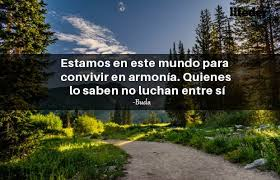 Estamos en este mundo para
convivir en armonía. Quienes
lo saben no luchan entre sí
-Buda